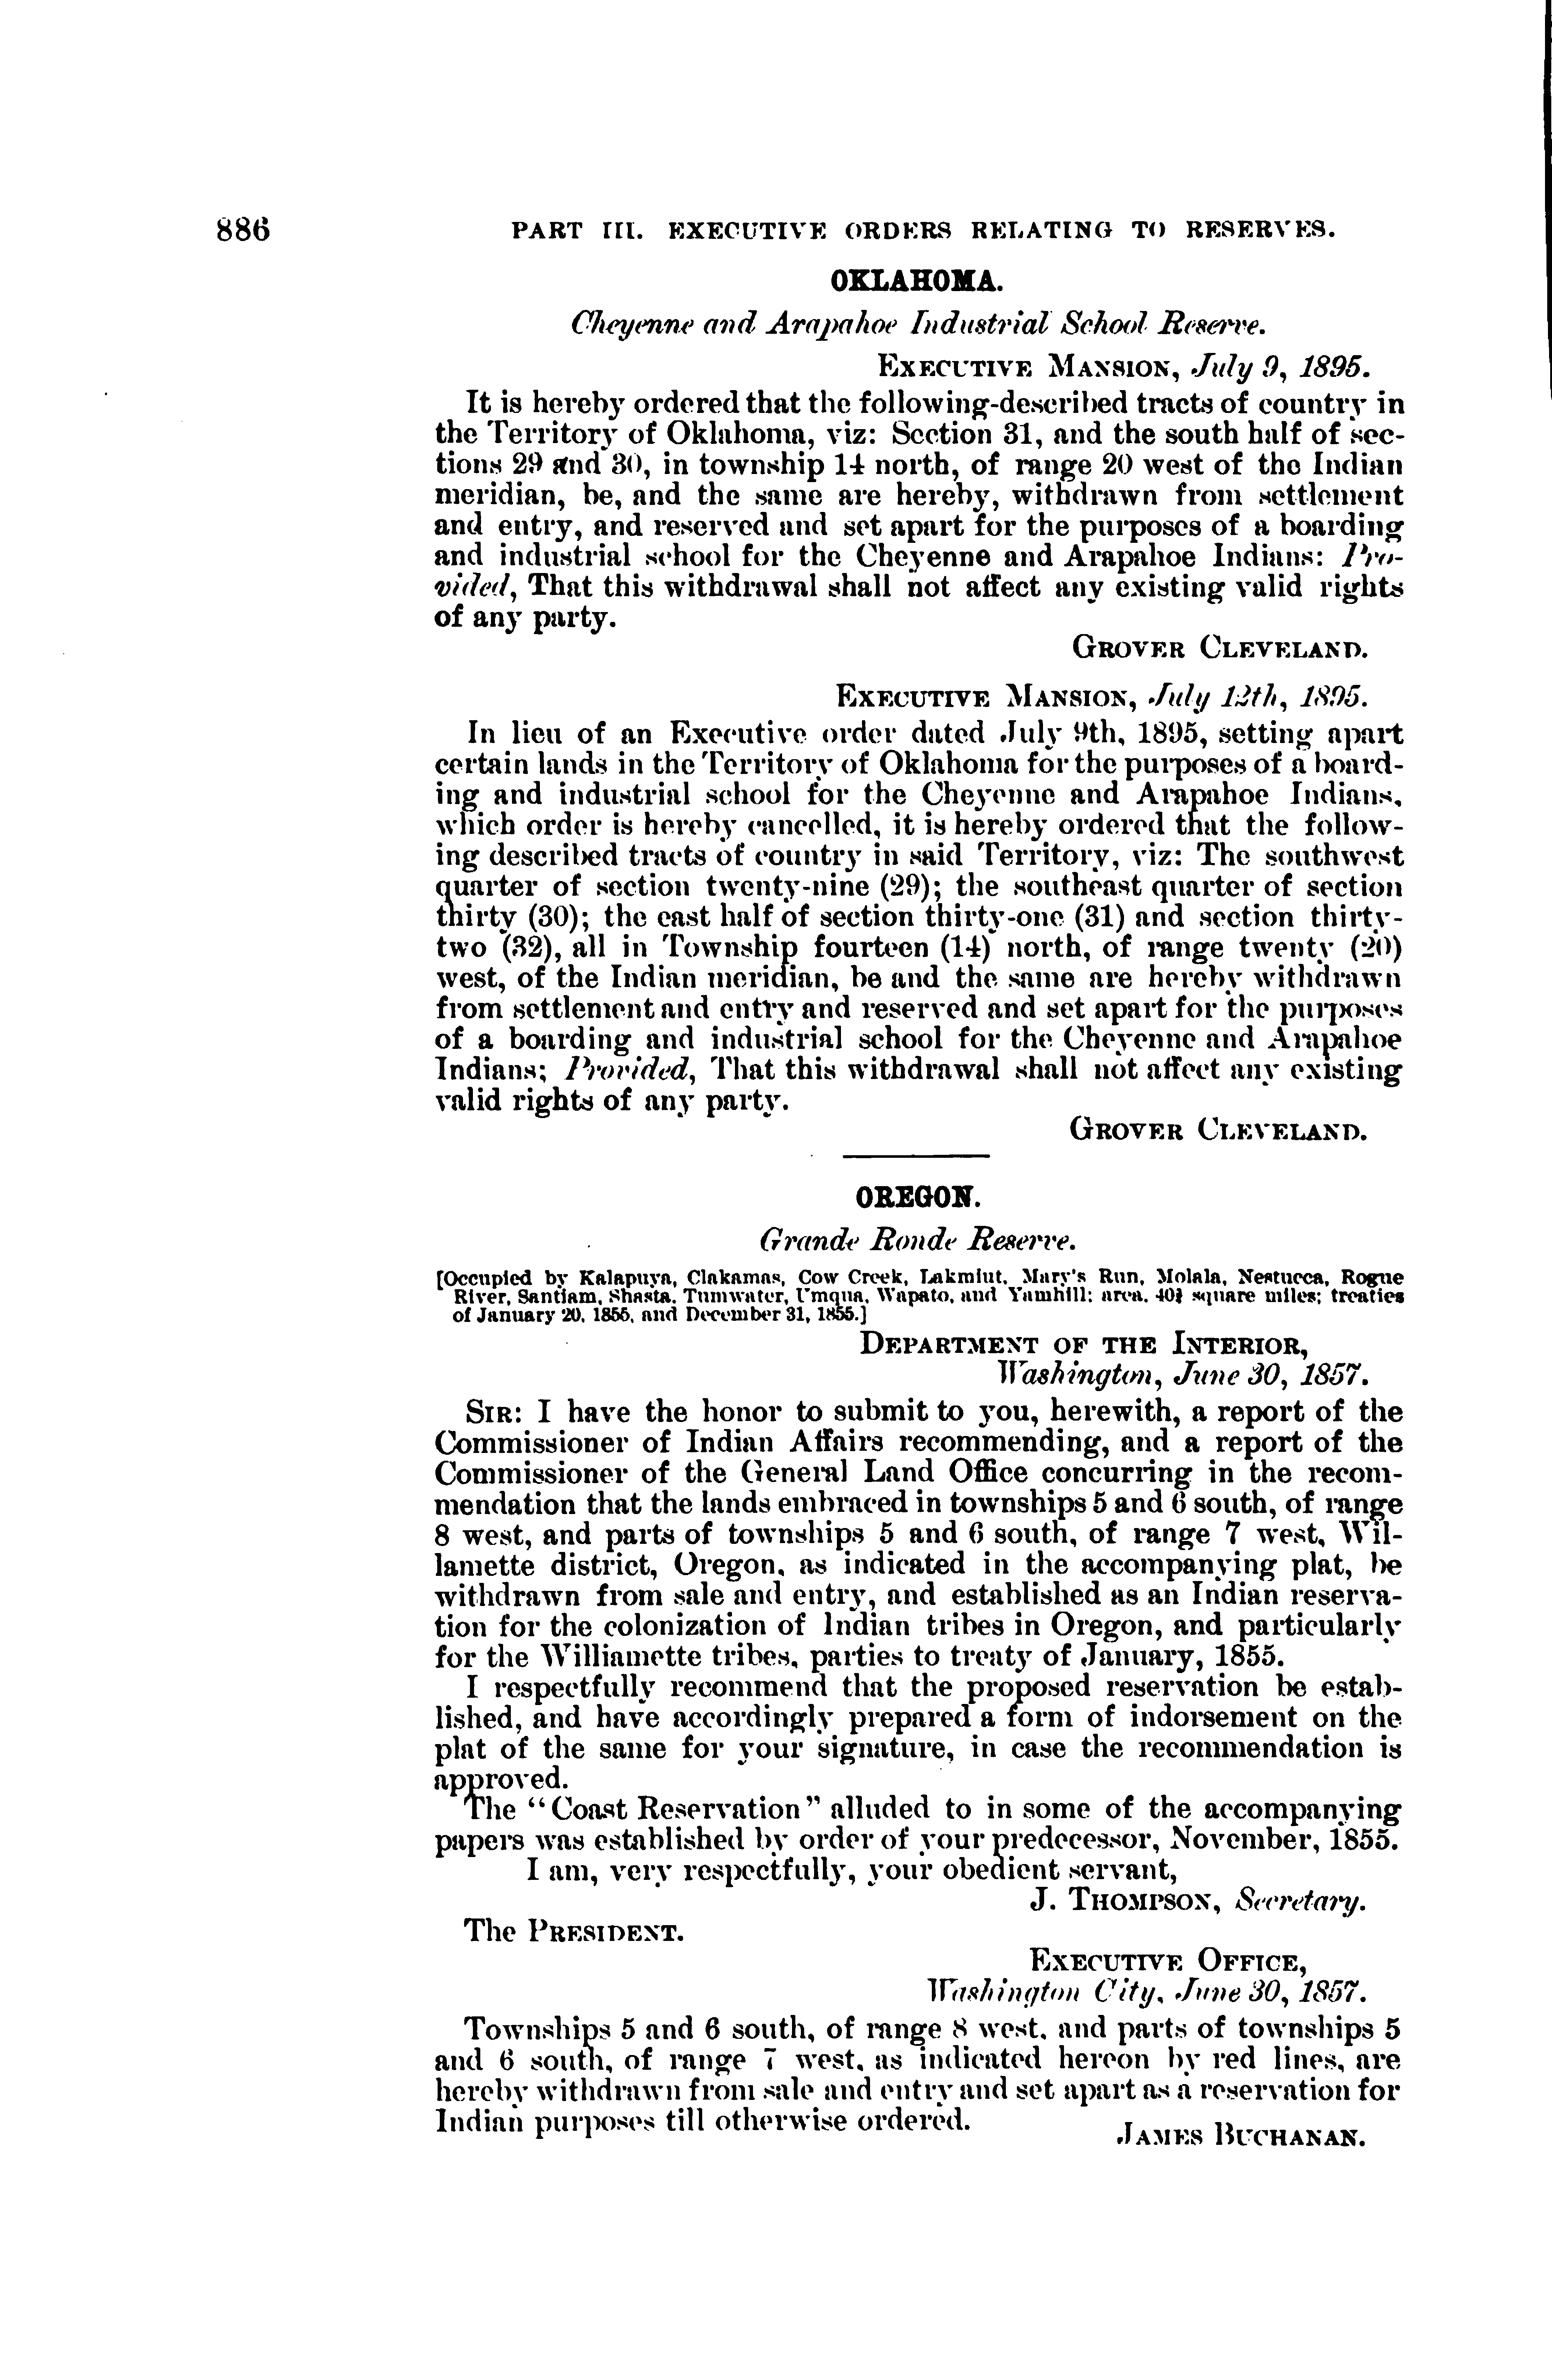 886
PART III. EXECUTIVE ORDERS RELATING TO RESERVES.
OKLAHOMA.
Cheyenne and Arapahoe Industrial School Reserve.
EXECUTIVE MANSION, July 9, 1895.
It is hereby ordered that the following-described tracts of country in
the Territory of Oklahoma, viz: Section 31, and the south half of sec-
tions 29 and 30, in township 14 north, of range 20 west of the Indian
meridian, be, and the same are hereby, withdrawn from settlement
and entry, and reserved and set apart for the purposes of a boarding
and industrial school for the Cheyenne and Arapahoe Indians: Pro-
vided, That this withdrawal shall not affect any existing valid rights
of any party.
GROVER CLEVELAND.
EXECUTIVE MANSION, July 12th, 1895.
In lieu of an Executive order dated July 9th, 1895, setting apart
certain lands in the Territory of Oklahoma for the purposes of a board-
ing and industrial school for the Cheyenne and Arapahoe Indians,
which order is hereby cancelled, it is hereby ordered that the follow-
ing described tracts of country in said Territory, viz: The southwest
quarter of section twenty-nine (29); the southeast quarter of section
thirty (30); the east half of section thirty-one (31) and section thirty-
two (32), all in Township fourteen (14) north, of range twenty (20)
west, of the Indian meridian, be and the same are hereby withdrawn
from settlement and entry and reserved and set apart for the purposes
of a boarding and industrial school for the Cheyenne and Arapahoe
Indians; Provided, That this withdrawal shall not affect any existing
valid rights of any party.
GROVER CLEVELAND.
OREGON.
Grande Ronde Reserve.
[Occupied by Kalapuya, Clakamas, Cow Creek, Lakmiut, Mary's Run, Molala, Nestucca, Rogue
River, Santiam, Shasta, Tumwater, Umqua, Wapato, and Yamhill; area, 40¾ square miles; treaties
of January 20, 1855, and December 31, 1855.]
DEPARTMENT OF THE INTERIOR,
Washington, June 30, 1857.
SIR: I have the honor to submit to you, herewith, a report of the
Commissioner of Indian Affairs recommending, and a report of the
Commissioner of the General Land Office concurring in the recom-
mendation that the lands embraced in townships 5 and 6 south, of range
8 west, and parts of townships 5 and 6 south, of range 7 west, Wil-
lamette district, Oregon, as indicated in the accompanying plat, be
withdrawn from sale and entry, and established as an Indian reserva-
tion for the colonization of Indian tribes in Oregon, and particularly
for the Williamette tribes, parties to treaty of January, 1855.
I respectfully recommend that the proposed reservation be estab-
lished, and have accordingly prepared a form of indorsement on the
plat of the same for your signature, in case the recommendation is
approved.
The "Coast Reservation" alluded to in some of the accompanying
papers was established by order of your predecessor, November, 1855.
I am, very respectfully, your obedient servant,
J. THOMPSON, Secretary.
The PRESIDENT.
EXECUTIVE OFFICE,
Washington City, June 30, 1857.
Townships 5 and 6 south, of range 8 west, and parts of townships 5
and 6 south, of range 7 west, as indicated hereon by red lines, are
hereby withdrawn from sale and entry and set apart as a reservation for
Indian purposes till otherwise ordered.
JAMES BUCHANAN.